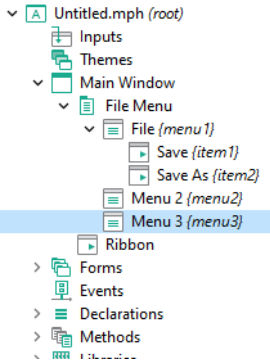 Untitled.mph (root)
Inputs
Themes
Main Window
File Menu
File {menu1}
Save {item1}
Save As {item2}
Menu 2 {menu2}
Menu 3 {menu3}
Ribbon
Forms
Events
Declarations
Methods
Libraries